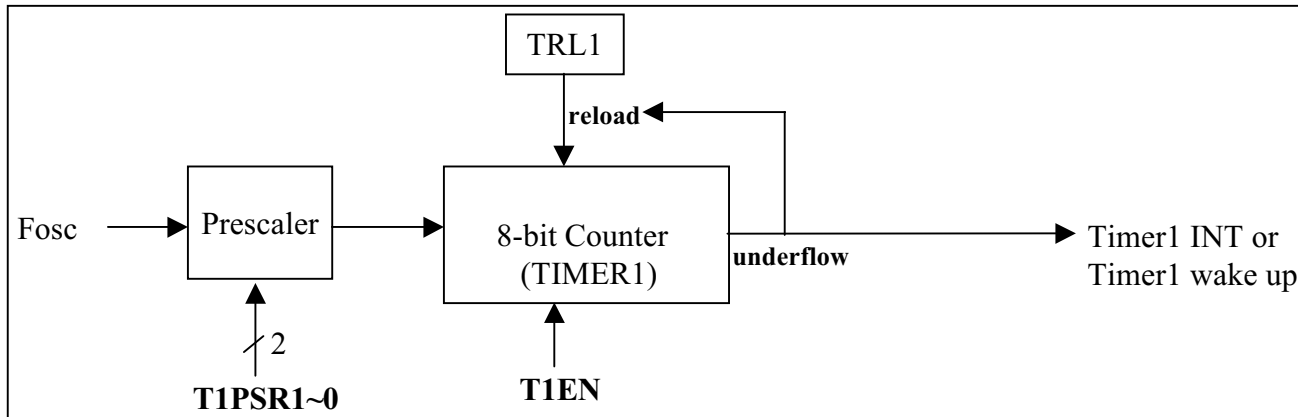 TRL1
reload
Fosc
Prescaler
8-bit Counter
(TIMER1)
underflow
Timer1 INT or
Timer1 wake up
2
T1PSR1~0
T1EN